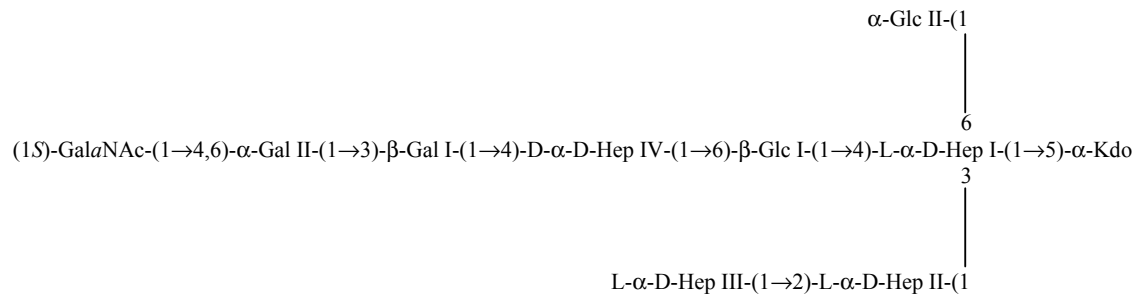 α-Glc II-(1
6
(1S)-GalaNAc-(1→4,6)-α-Gal II-(1→3)-β-Gal I-(1→4)-D-α-D-Hep IV-(1→6)-β-Glc I-(1→4)-L-α-D-Hep I-(1→5)-α-Kdo
3
L-α-D-Hep III-(1→2)-L-α-D-Hep II-(1